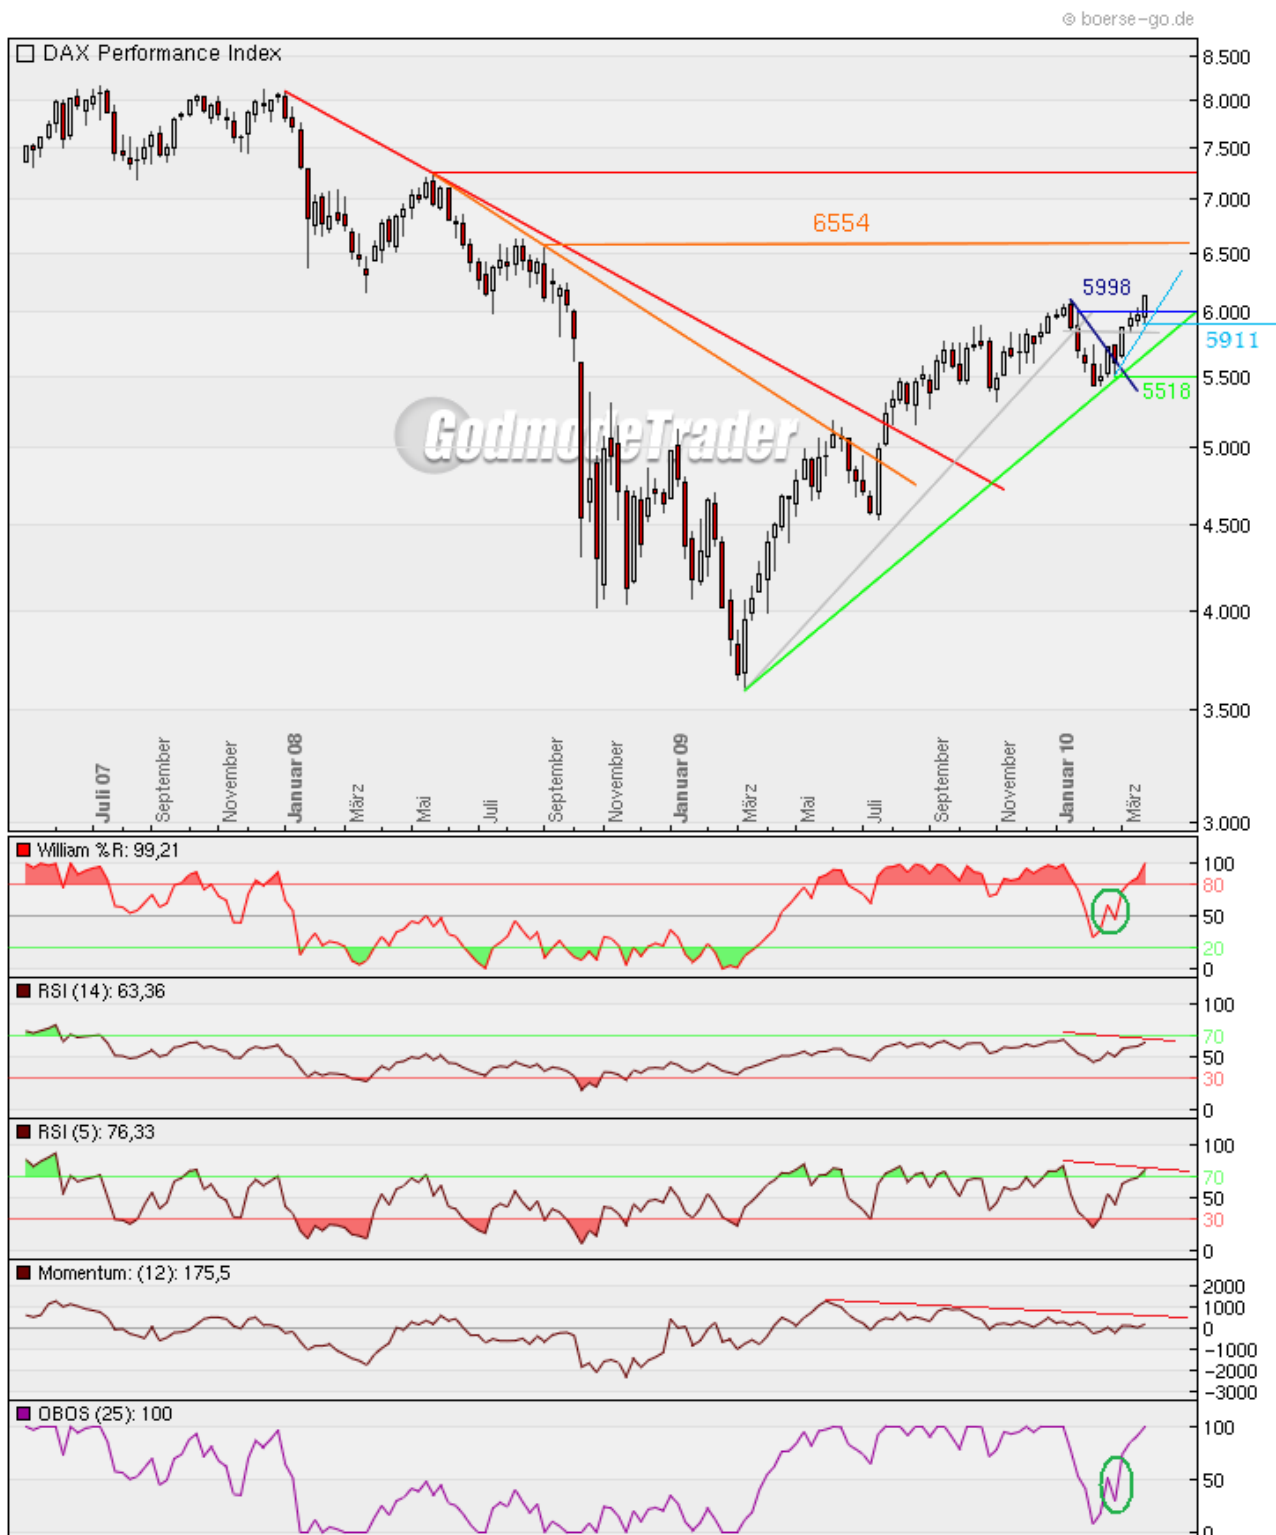 © boerse-go.de
DAX Performance Index
8.500
8.000
7.500
7.000
6.500
6.000
5.500
5.000
4.500
4.000
3.500
3.000
6554
5998
5911
5518
GodmodeTrader
Juli 07
September
November
Januar 08
März
Mai
Juli
September
November
Januar 09
März
Mai
Juli
September
November
Januar 10
März
William %R: 99,21
100
80
50
20
0
RSI (14): 63,36
100
70
50
30
0
RSI (5): 76,33
100
70
50
30
0
Momentum: (12): 175,5
2000
1000
0
-1000
-2000
-3000
OBOS (25): 100
100
50
0